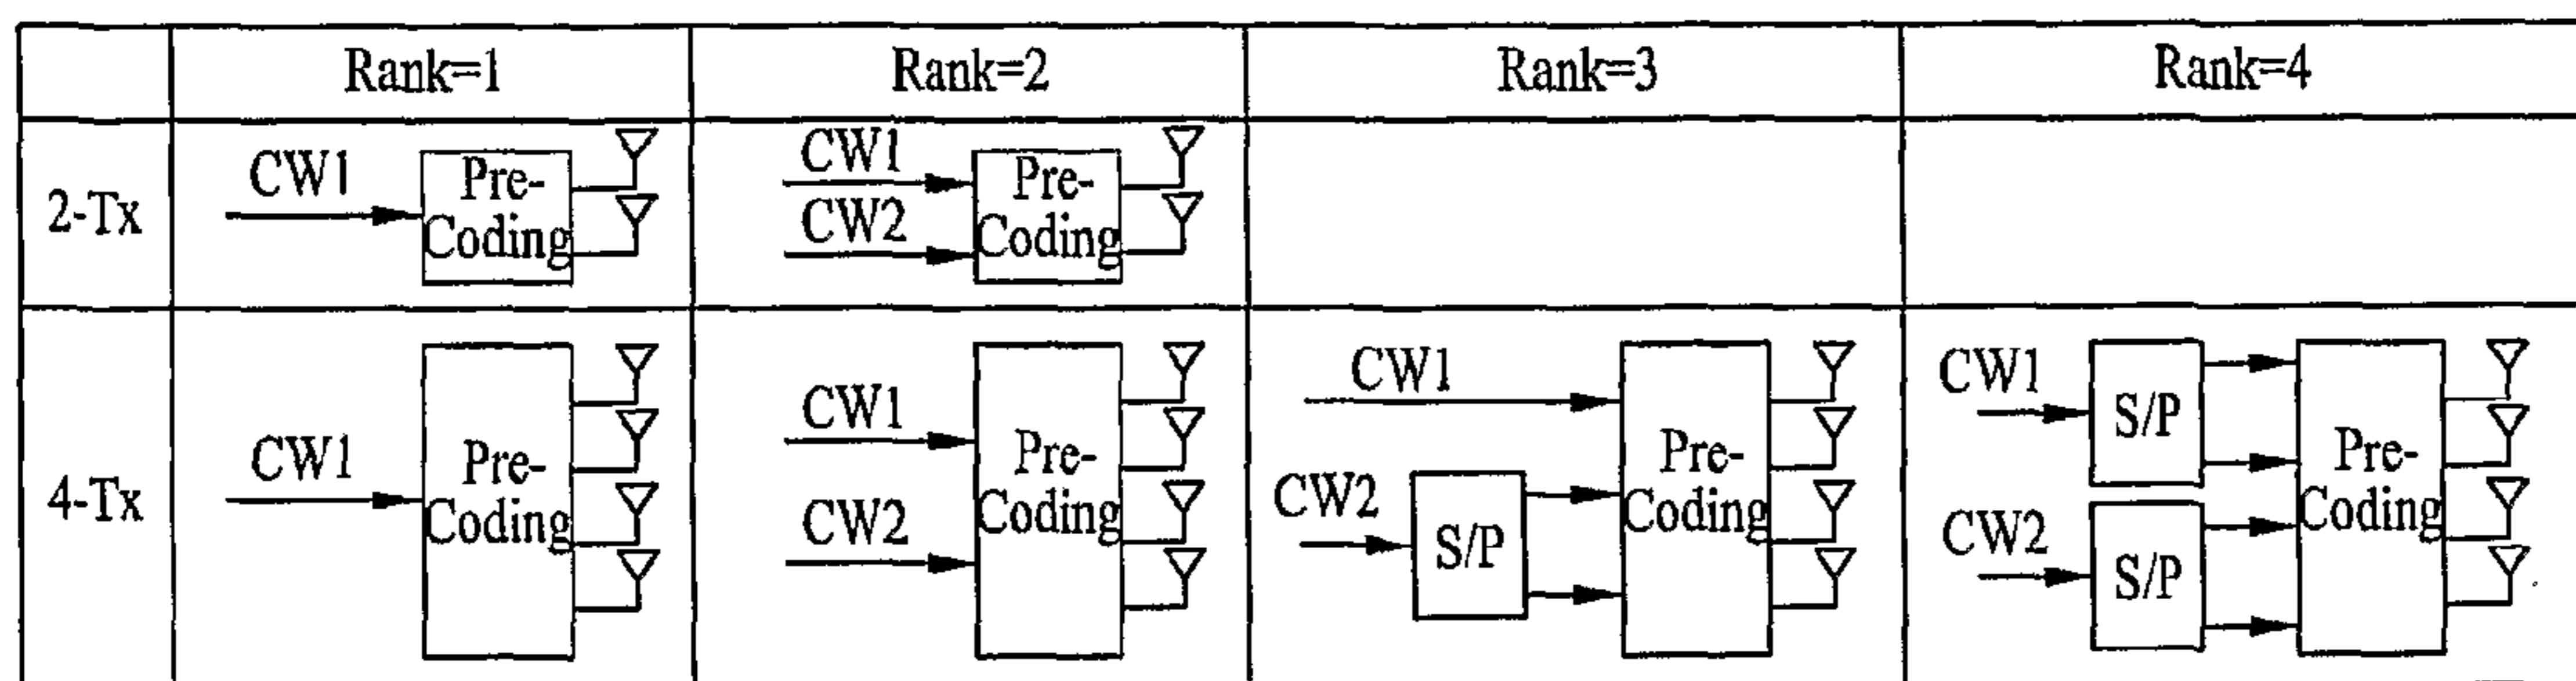 Rank=1
Rank=2
Rank=3
Rank=4
2-Tx
CW1
Pre-
Coding
CW1
CW2
Pre-
Coding
4-Tx
CW1
Pre-
Coding
CW1
CW2
Pre-
Coding
CW1
CW2
S/P
Pre-
Coding
CW1
S/P
CW2
S/P
Pre-
Coding